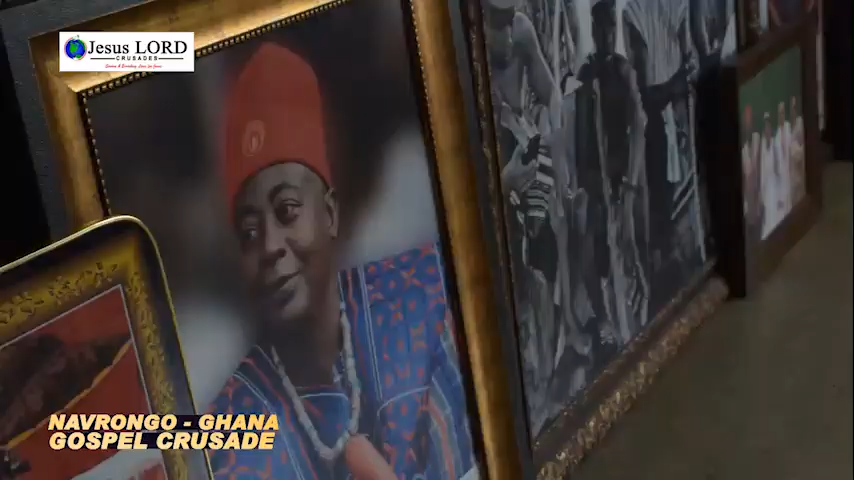 Jesus LORD
CRUSADES
NAVRONGO - GHANA
GOSPEL CRUSADE